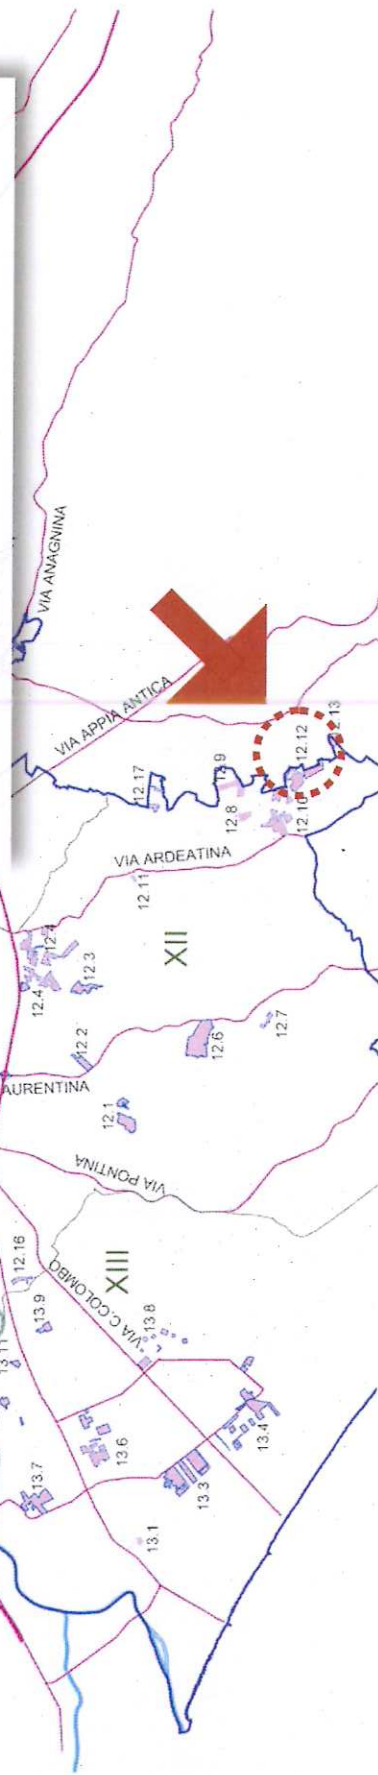 VIA ANAGNINA
VIA APPIA ANTICA
12.17
12.9
12.8
12.12
12.10
VIA ARDEATINA
12.11
XII
12.3
12.4
12.2
12.6
12.7
AURENTINA
12.1
VIA PONTINA
XIII
VIA C.COLOMBO
12.16
13.9
13.8
13.11
13.7
13.6
13.4
13.3
13.1